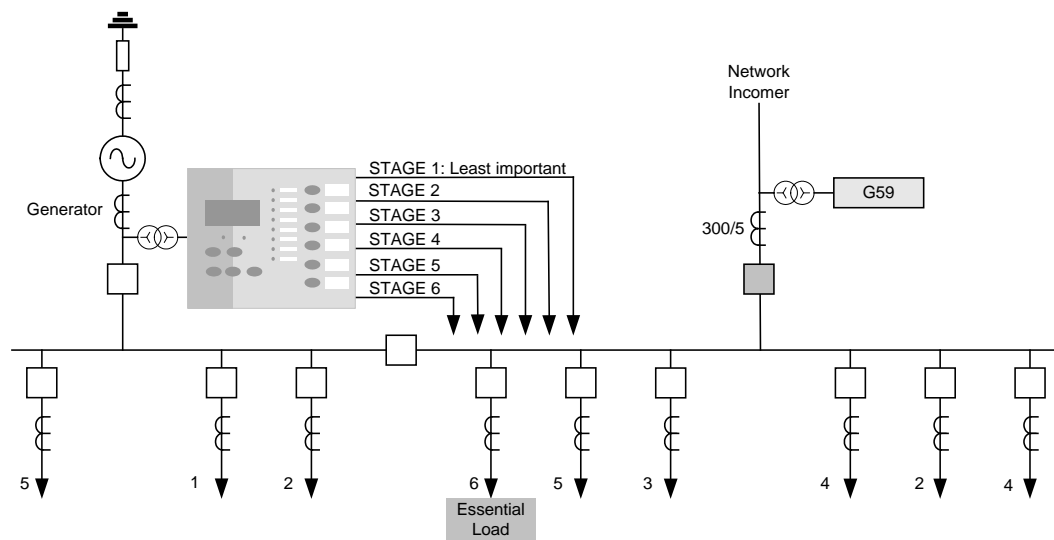 Network
Incomer
STAGE 1: Least important
STAGE 2
G59
Generator
STAGE 3
300/5
STAGE 4
STAGE 5
STAGE 6
5
1
2
6
5
3
4
2
4
Essential
Load